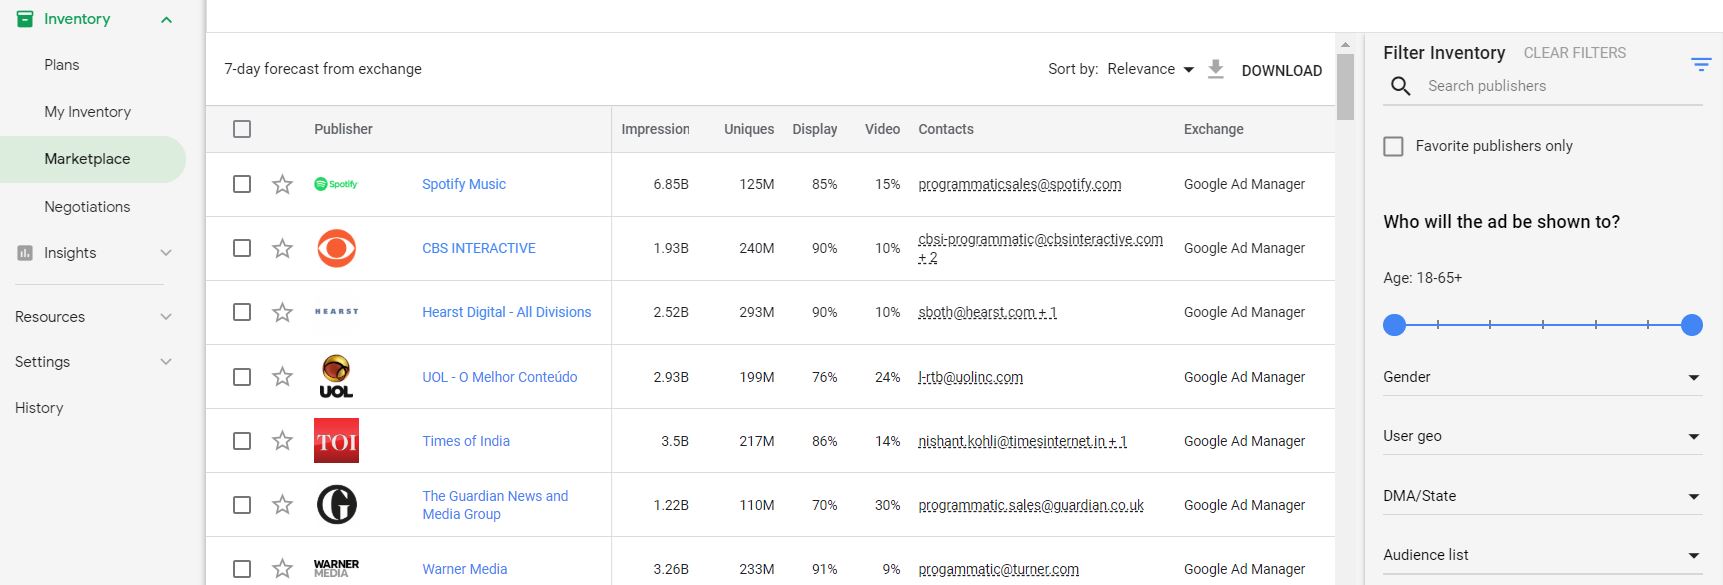 Inventory
Plans
My Inventory
Marketplace
Negotiations
Insights
Resources
Settings
History
7-day forecast from exchange
Sort by: Relevance DOWNLOAD
Publisher Impression Uniques Display Video Contacts Exchange
Spotify Spotify Music 6.85B 125M 85% 15% programmaticsales@spotify.com Google Ad Manager
CBS INTERACTIVE 1.93B 240M 90% 10% cbsi-programmatic@cbsinteractive.com Google Ad Manager
+ 2
HEARST Hearst Digital - All Divisions 2.52B 293M 90% 10% sboth@hearst.com + 1 Google Ad Manager
UOL UOL - O Melhor Conteúdo 2.93B 199M 76% 24% l-rtb@uolinc.com Google Ad Manager
TOI Times of India 3.5B 217M 86% 14% nishant.kohli@timesinternet.in + 1 Google Ad Manager
G The Guardian News and
Media Group 1.22B 110M 70% 30% programmatic.sales@guardian.co.uk Google Ad Manager
WARNER
MEDIA Warner Media 3.26B 233M 91% 9% progammatic@turner.com Google Ad Manager
Filter Inventory CLEAR FILTERS
Search publishers
Favorite publishers only
Who will the ad be shown to?
Age: 18-65+
Gender
User geo
DMA/State
Audience list